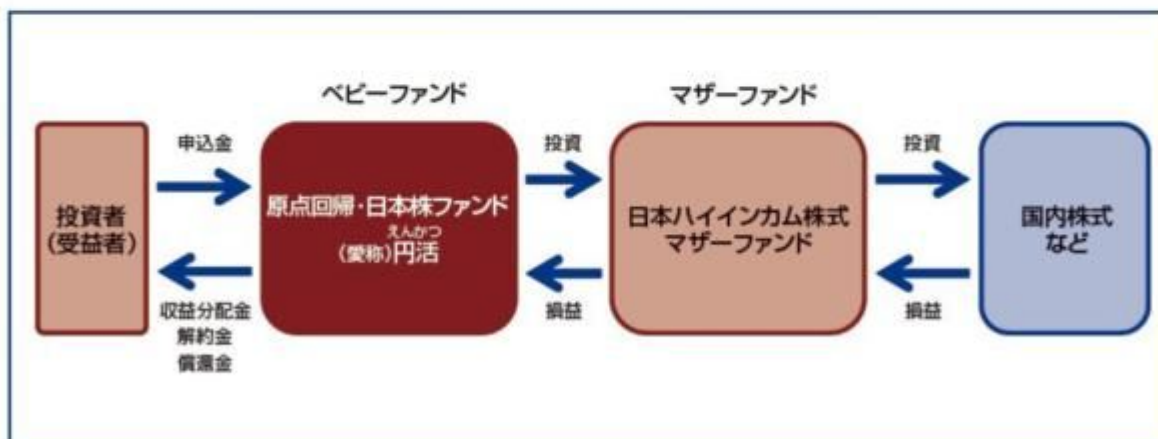 ベビーファンド
マザーファンド
投資者
(受益者)
申込金
収益分配金
解約金
償還金
原点回帰・日本株ファンド
えんかつ
(愛称)円活
投資
損益
日本ハイインカム株式
マザーファンド
投資
損益
国内株式
など